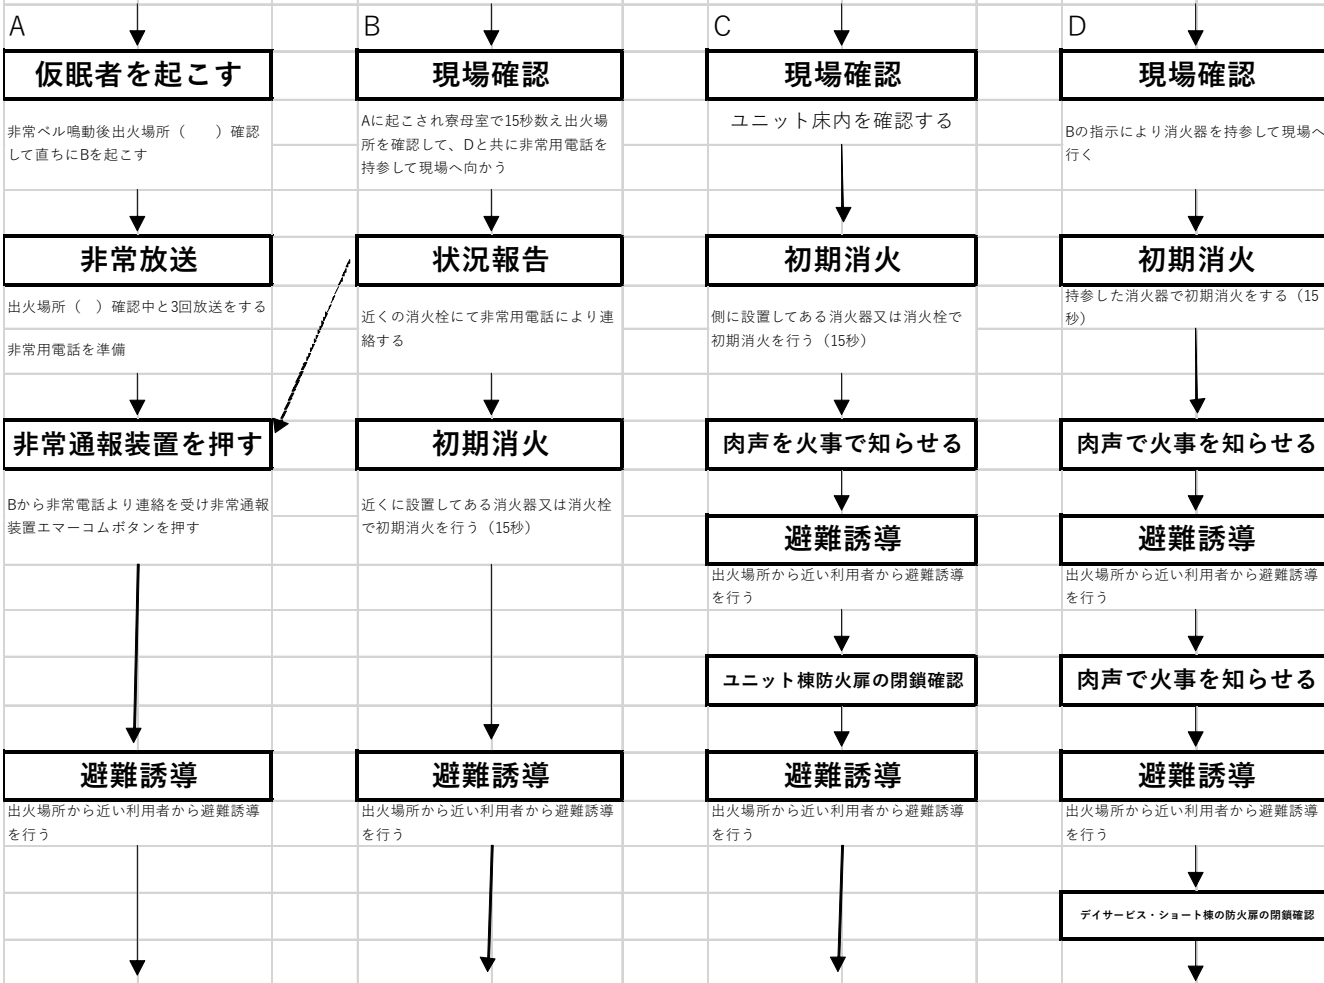 A
仮眠者を起こす
非常ベル鳴動後出火場所（　　）確認
して直ちにBを起こす
非常放送
出火場所（　）確認中と3回放送をする
非常用電話を準備
非常通報装置を押す
Bから非常電話より連絡を受け非常通報
装置エマーコムボタンを押す
避難誘導
出火場所から近い利用者から避難誘導
を行う
B
現場確認
Aに起こされ寮母室で15秒数え出火場
所を確認して、Dと共に非常用電話を
持参して現場へ向かう
状況報告
近くの消火栓にて非常用電話により連
絡する
初期消火
近くに設置してある消火器又は消火栓
で初期消火を行う（15秒）
避難誘導
出火場所から近い利用者から避難誘導
を行う
C
現場確認
ユニット床内を確認する
初期消火
側に設置してある消火器又は消火栓で
初期消火を行う（15秒）
肉声を火事で知らせる
避難誘導
出火場所から近い利用者から避難誘導
を行う
ユニット棟防火扉の閉鎖確認
避難誘導
出火場所から近い利用者から避難誘導
を行う
D
現場確認
Bの指示により消火器を持参して現場へ
行く
初期消火
持参した消火器で初期消火をする（15
秒）
肉声で火事を知らせる
避難誘導
出火場所から近い利用者から避難誘導
を行う
肉声で火事を知らせる
避難誘導
出火場所から近い利用者から避難誘導
を行う
デイサービス・ショート棟の防火扉の閉鎖確認